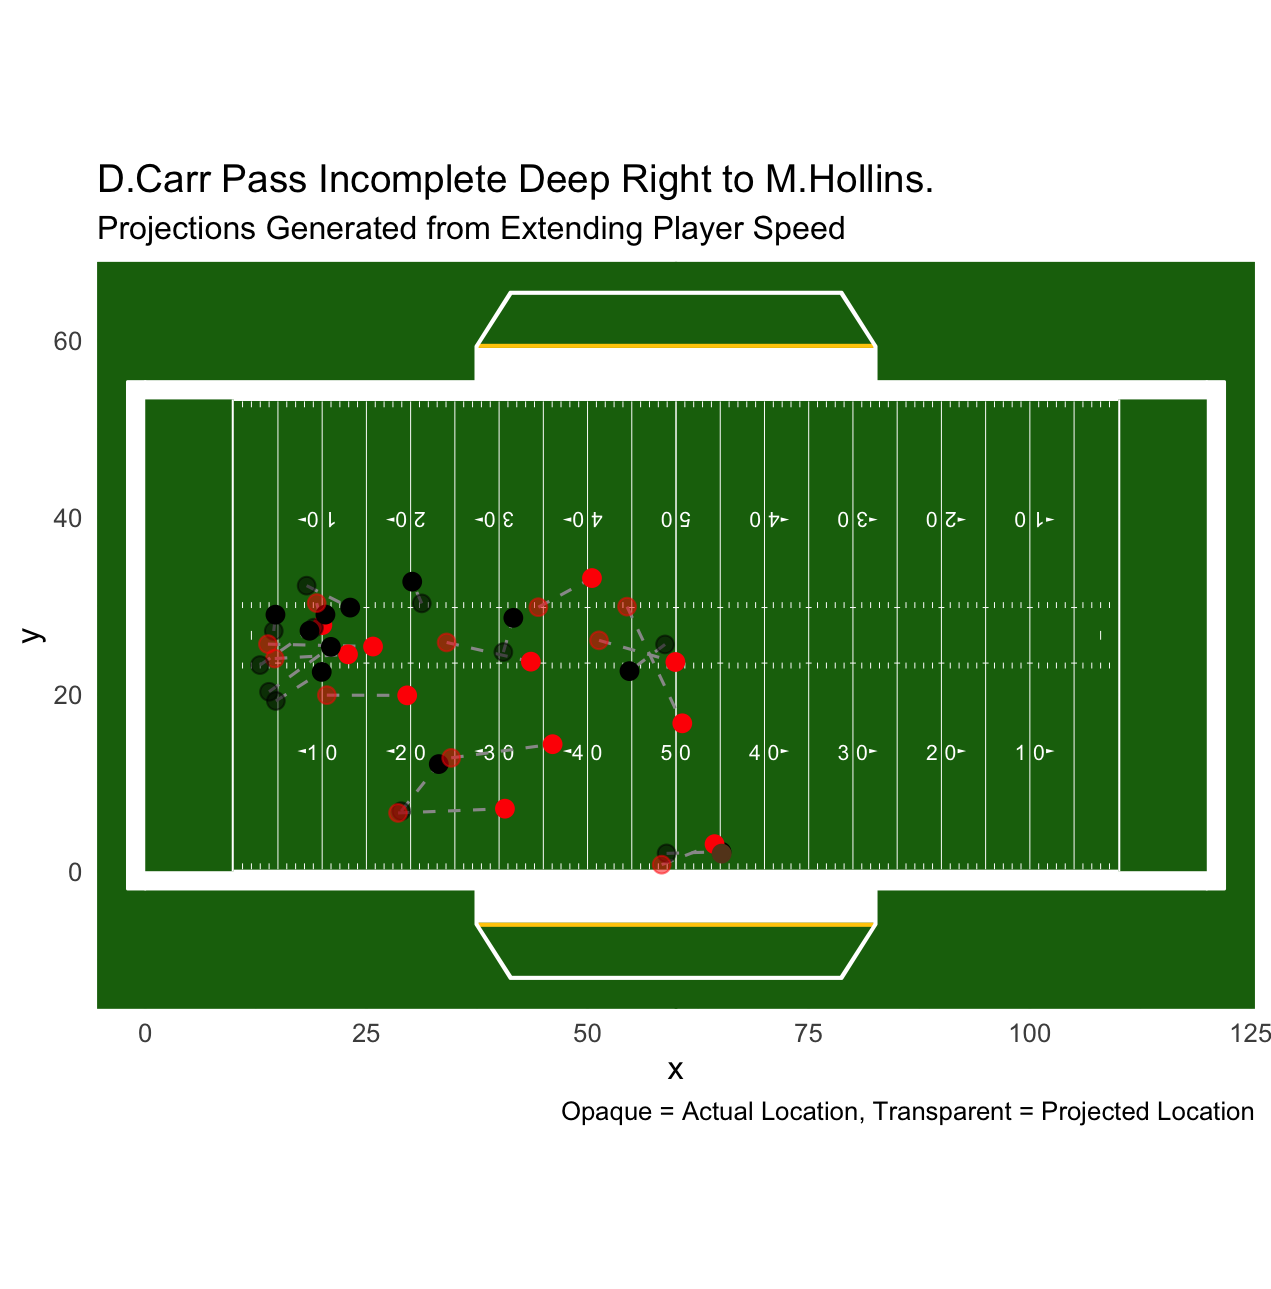 D.Carr Pass Incomplete Deep Right to M.Hollins.
Projections Generated from Extending Player Speed
60
40
20
0
y
10 20 30 40 50 40 30 20 10
10 20 30 40 50 40 30 20 10
0 25 50 75 100 125
x
Opaque = Actual Location, Transparent = Projected Location